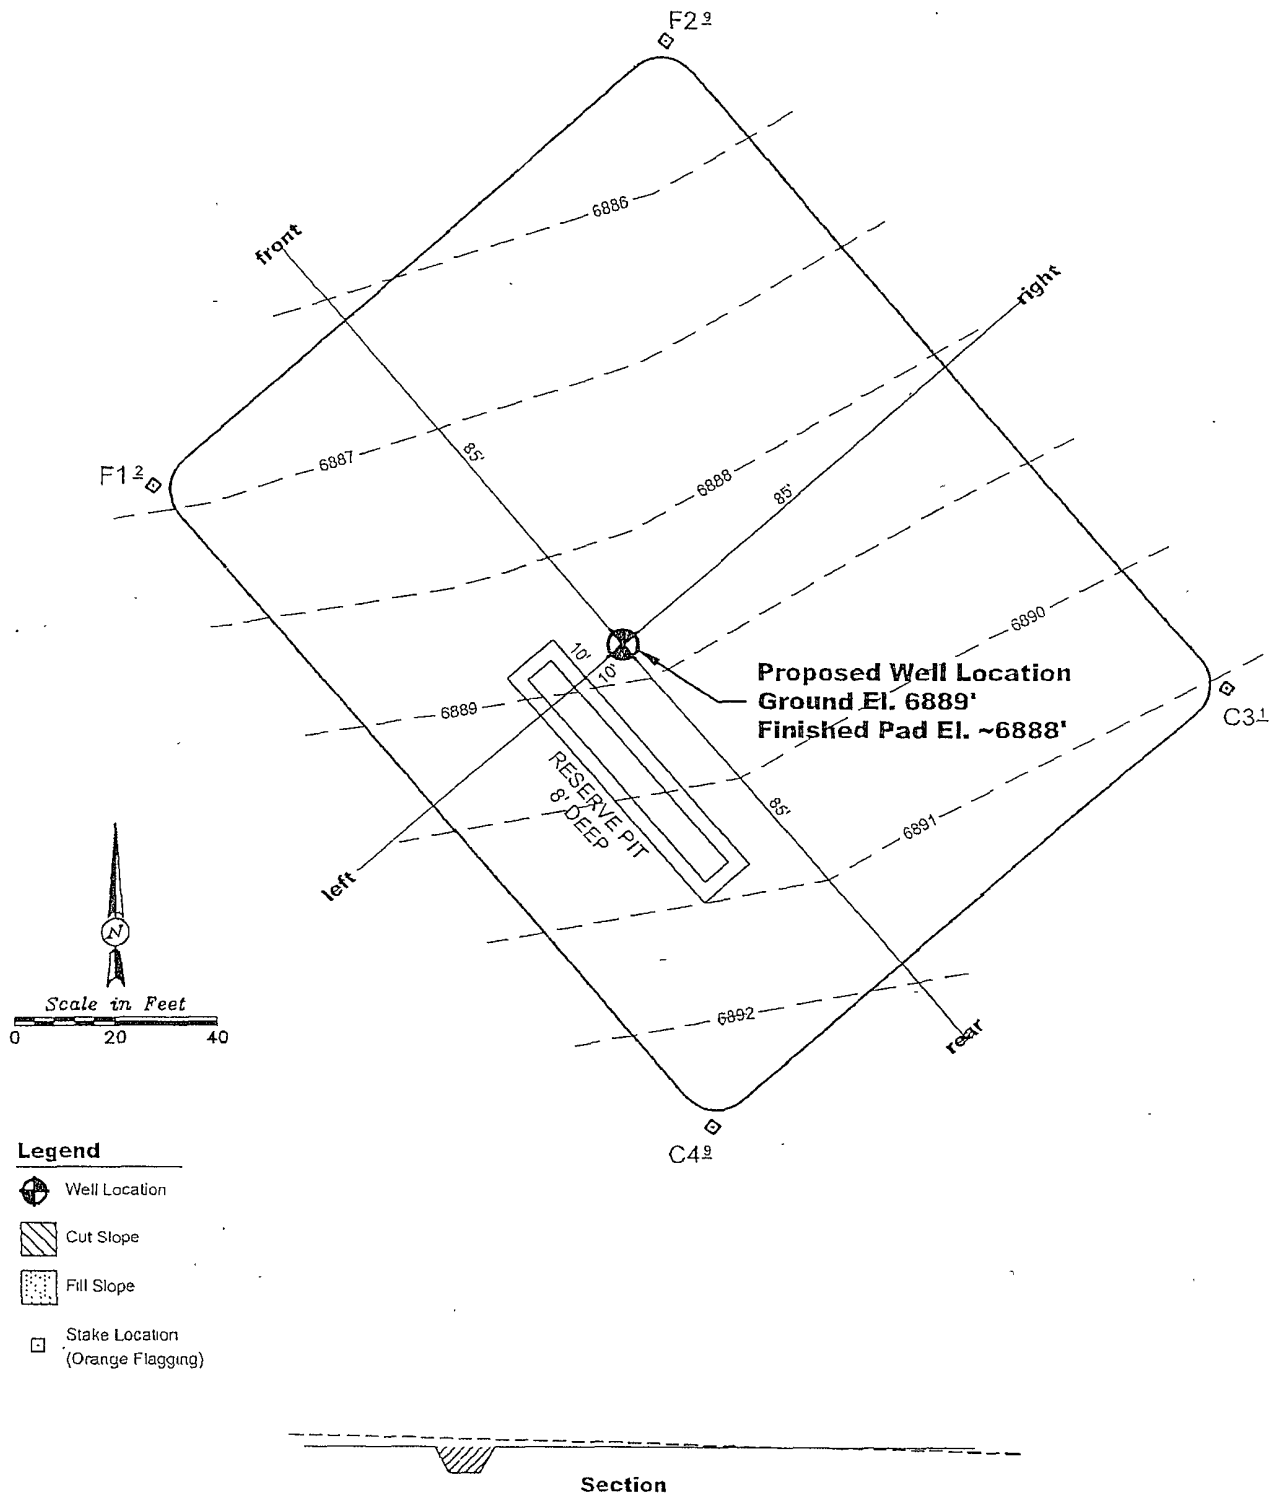 F2 9
6886
front
right
6887
85'
F1 2
6888
85'
6890
10'
10'
Proposed Well Location
Ground El. 6889'
Finished Pad El. ~6888'
C3 1
6889
RESERVE PIT
8' DEEP
85'
6891
left
N
Scale in Feet
0 20 40
6892
rear
C4 9
Legend
Well Location
Cut Slope
Fill Slope
Stake Location
(Orange Flagging)
Section